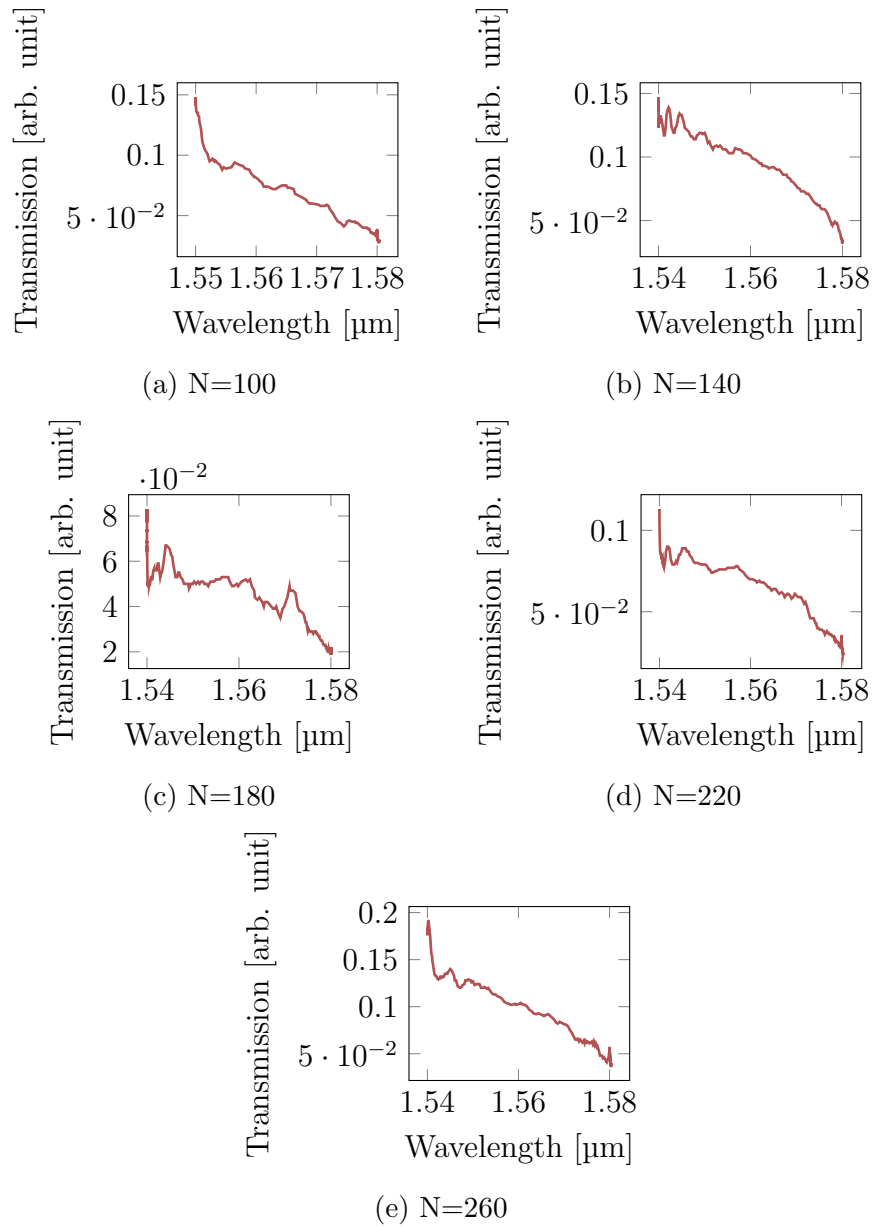 Transmission [arb. unit]
0.15
0.1
5 · 10⁻²
1.55 1.56 1.57 1.58
Wavelength [µm]
(a) N=100
Transmission [arb. unit]
0.15
0.1
5 · 10⁻²
1.54 1.56 1.58
Wavelength [µm]
(b) N=140
Transmission [arb. unit]
·10⁻²
8
6
4
2
1.54 1.56 1.58
Wavelength [µm]
(c) N=180
Transmission [arb. unit]
0.1
5 · 10⁻²
1.54 1.56 1.58
Wavelength [µm]
(d) N=220
Transmission [arb. unit]
0.2
0.15
0.1
5 · 10⁻²
1.54 1.56 1.58
Wavelength [µm]
(e) N=260